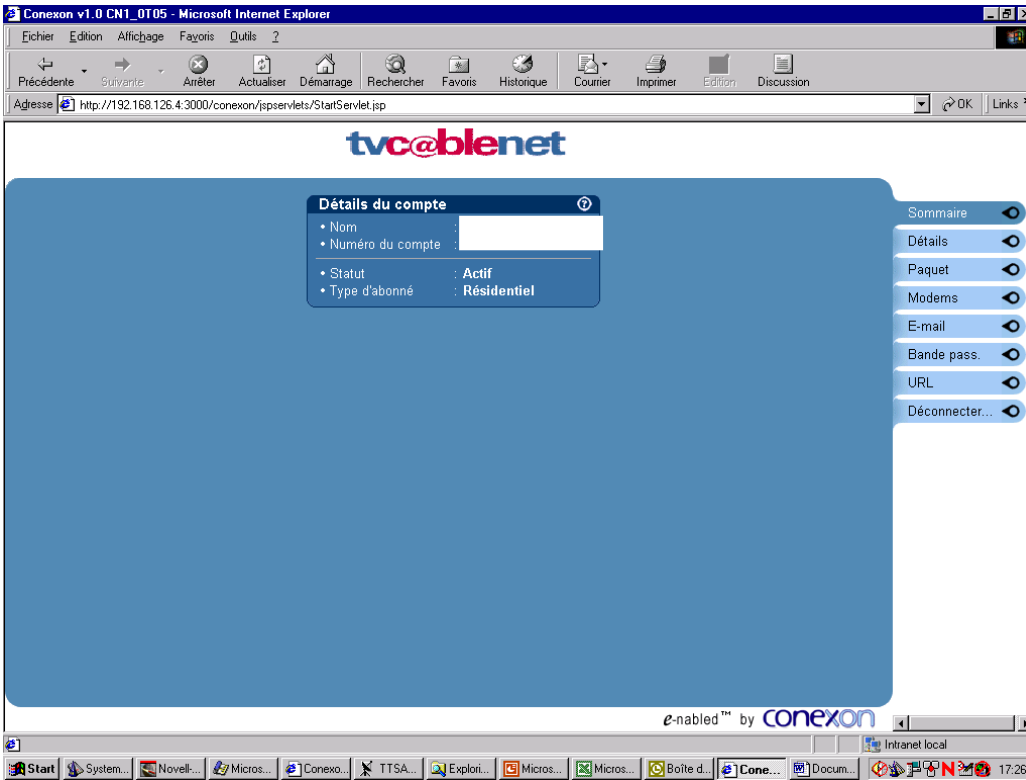 Conexon v1.0 CN1_0T05 - Microsoft Internet Explorer
Fichier Edition Affichage Favoris Outils ?
Précédente Suivante Arrêter Actualiser Démarrage Rechercher Favoris Historique Courrier Imprimer Edition Discussion
Adresse http://192.168.126.4:3000/conexon/jspservlets/StartServlet.jsp OK Links
tvc@blenet
Détails du compte ?
• Nom :
• Numéro du compte :
• Statut : Actif
• Type d'abonné : Résidentiel
Sommaire
Détails
Paquet
Modems
E-mail
Bande pass.
URL
Déconnecter...
e-nabled™ by conexon
Intranet local
Start System... Novell-... Micros... Conexo... TTSA... Explori... Micros... Micros... Boîte d... Cone... Docum... 17:28